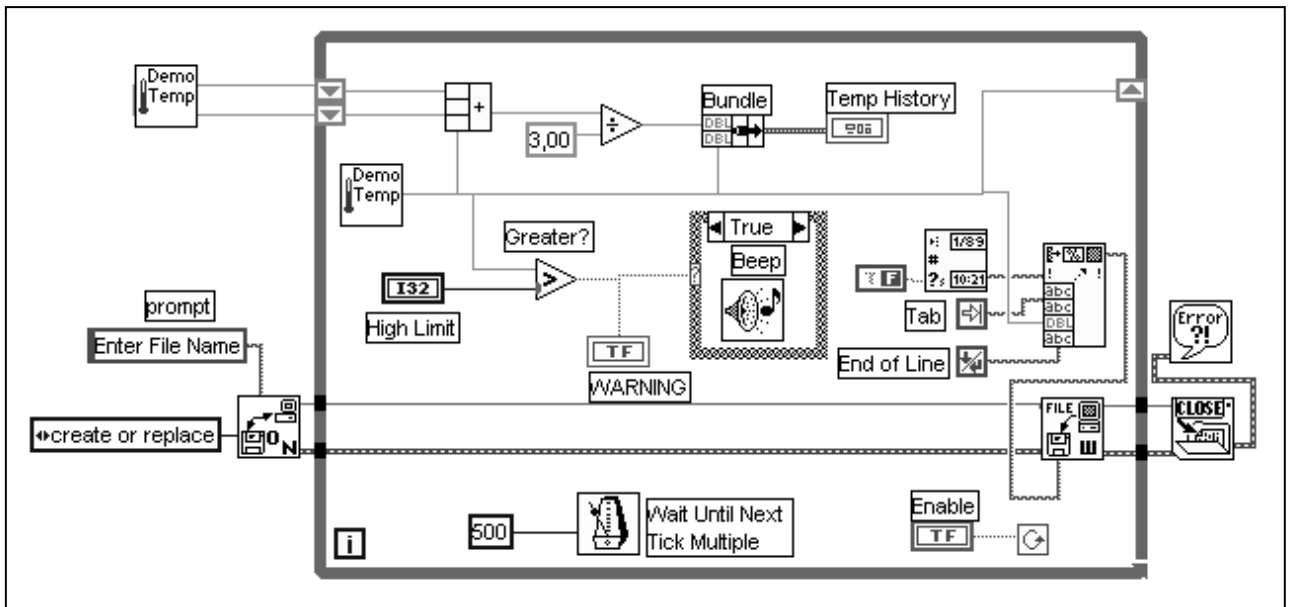 Demo
Temp
+
Bundle
Temp History
3,00
÷
DBL
DBL
Demo
Temp
Greater?
True
Beep
>
?
I32
High Limit
TF
WARNING
F
1/89
#
?
10:21
Tab
abc
abc
DBL
abc
End of Line
Error
?!
prompt
Enter File Name
create or replace
O
N
FILE
W
CLOSE
500
Wait Until Next
Tick Multiple
Enable
TF
i